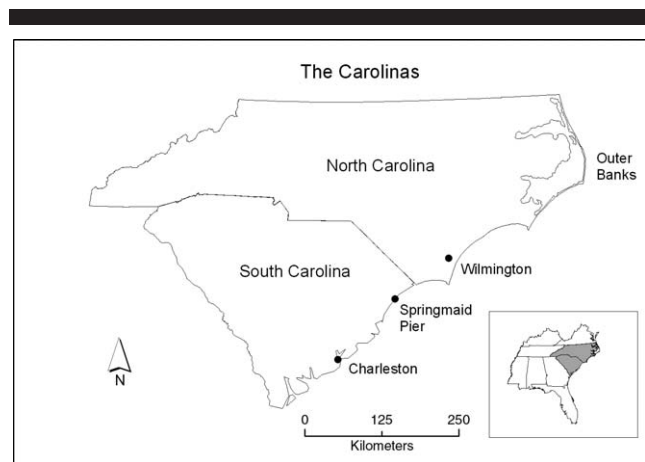 The Carolinas
North Carolina
Outer
Banks
Wilmington
South Carolina
Springmaid
Pier
Charleston
N
0 125 250
Kilometers